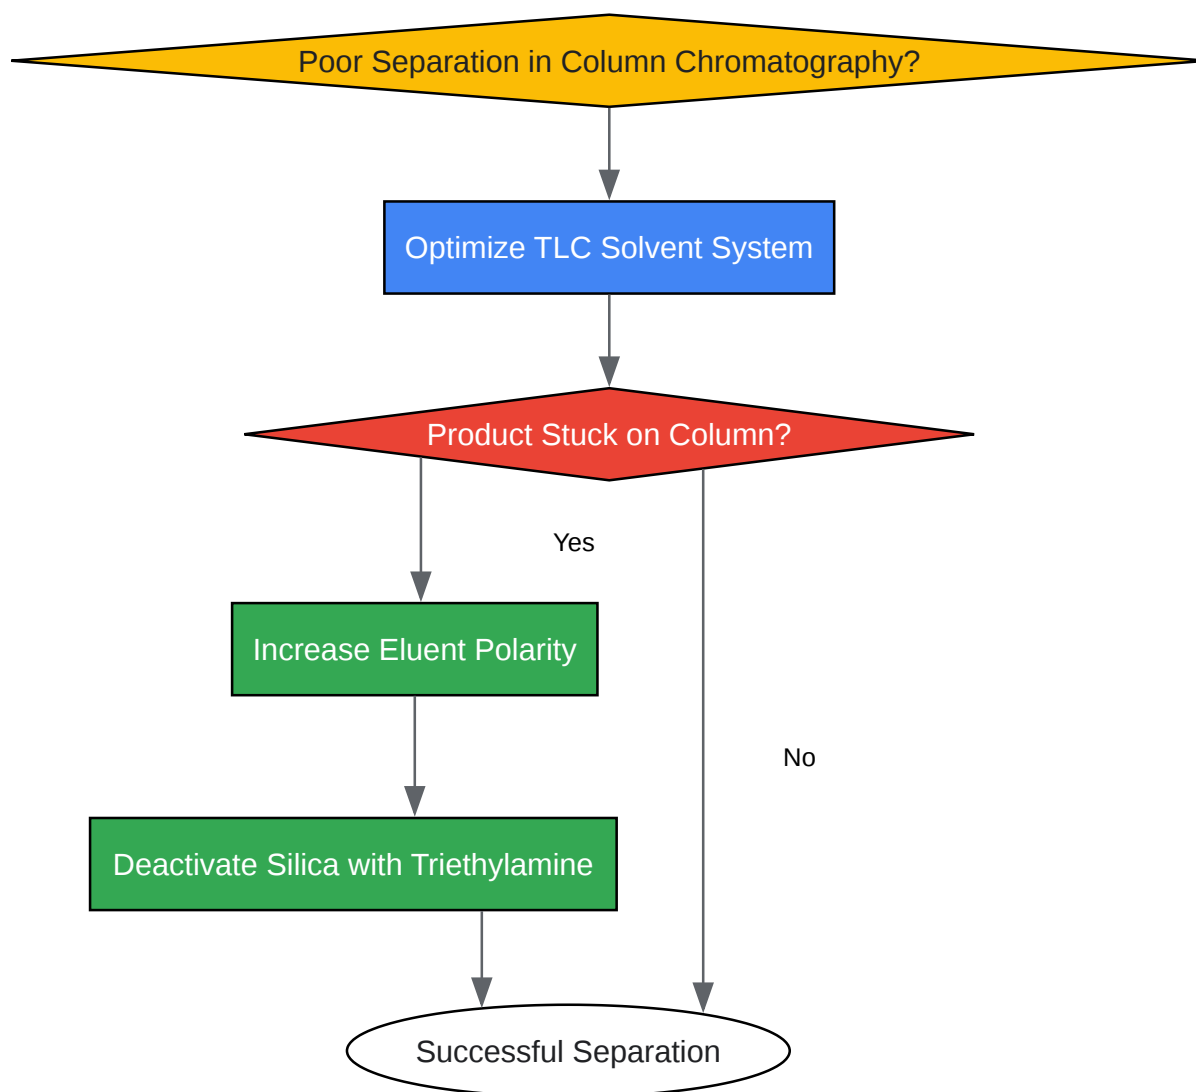 Poor Separation in Column Chromatography?
Optimize TLC Solvent System
Product Stuck on Column?
Yes
Increase Eluent Polarity
No
Deactivate Silica with Triethylamine
Successful Separation